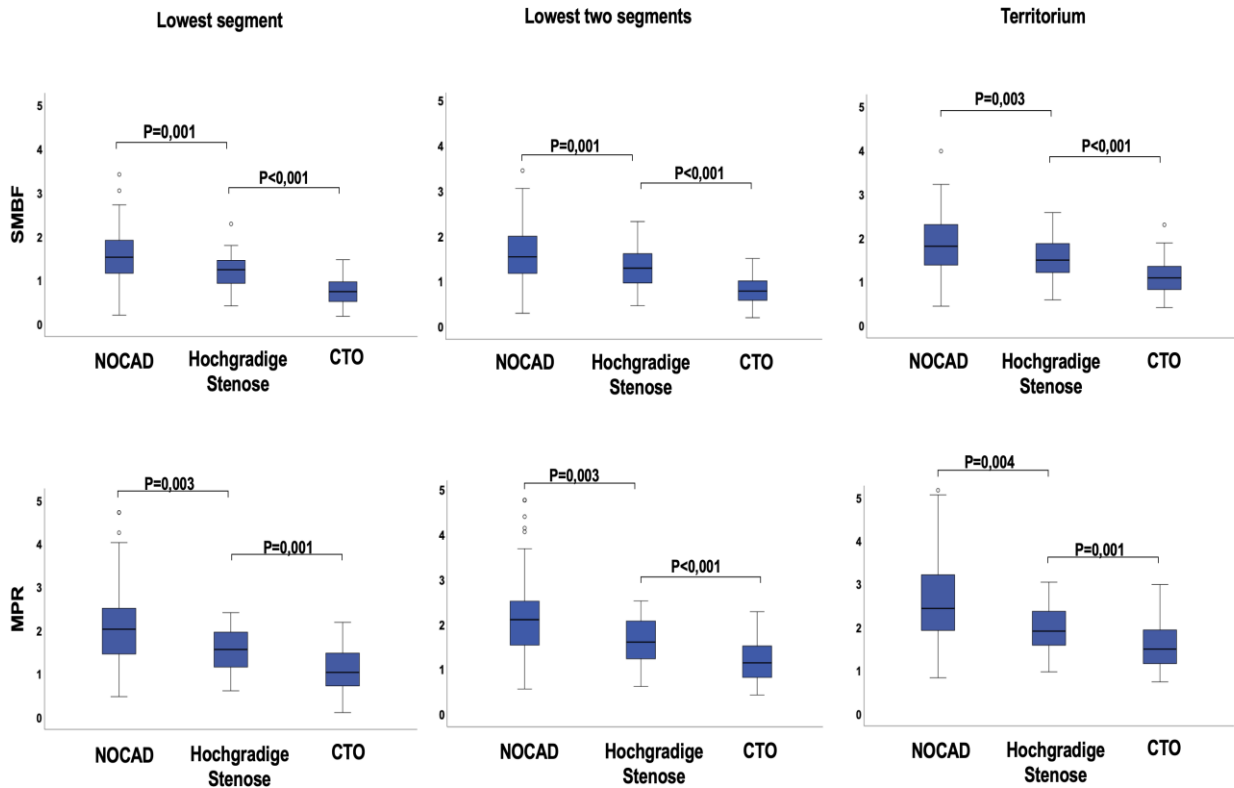 Lowest segment
Lowest two segments
Territorium
SMBF
5
4
3
2
1
0
P=0,001
P<0,001
NOCAD
Hochgradige
Stenose
CTO
5
4
3
2
1
0
P=0,001
P<0,001
NOCAD
Hochgradige
Stenose
CTO
5
4
3
2
1
0
P=0,003
P<0,001
NOCAD
Hochgradige
Stenose
CTO
MPR
5
4
3
2
1
0
P=0,003
P=0,001
NOCAD
Hochgradige
Stenose
CTO
5
4
3
2
1
0
P=0,003
P<0,001
NOCAD
Hochgradige
Stenose
CTO
5
4
3
2
1
0
P=0,004
P=0,001
NOCAD
Hochgradige
Stenose
CTO